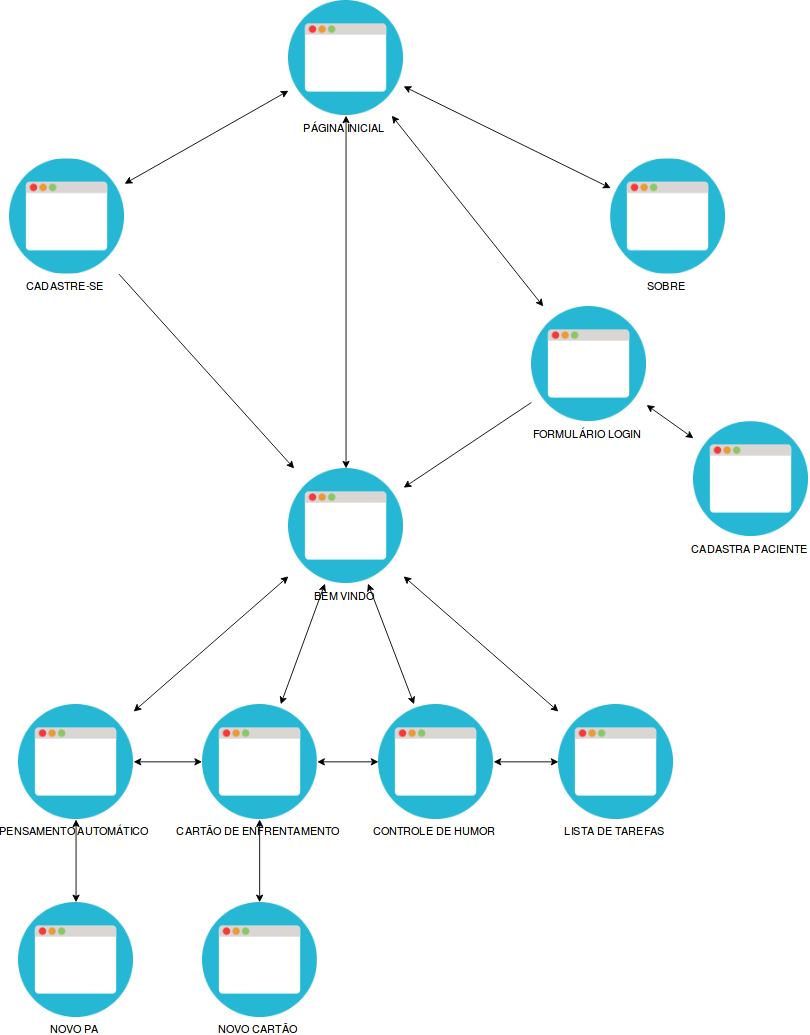 PÁGINA INICIAL
CADASTRE-SE
SOBRE
FORMULÁRIO LOGIN
CADASTRA PACIENTE
BEM VINDO
PENSAMENTO AUTOMÁTICO
CARTÃO DE ENFRENTAMENTO
CONTROLE DE HUMOR
LISTA DE TAREFAS
NOVO PA
NOVO CARTÃO